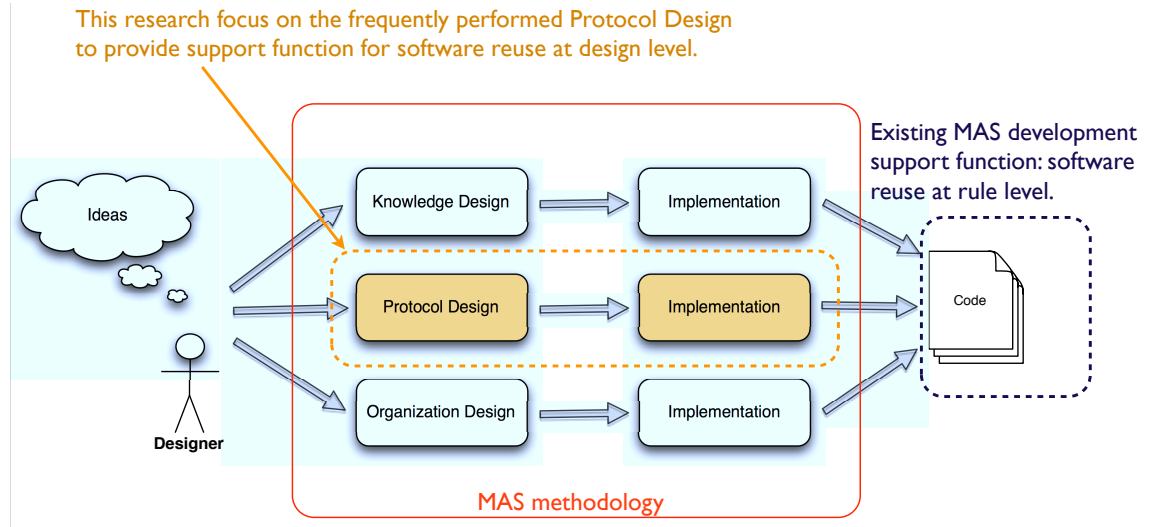 This research focus on the frequently performed Protocol Design
to provide support function for software reuse at design level.
Existing MAS development
support function: software
reuse at rule level.
Ideas
Knowledge Design
Implementation
Protocol Design
Implementation
Code
Organization Design
Implementation
Designer
MAS methodology